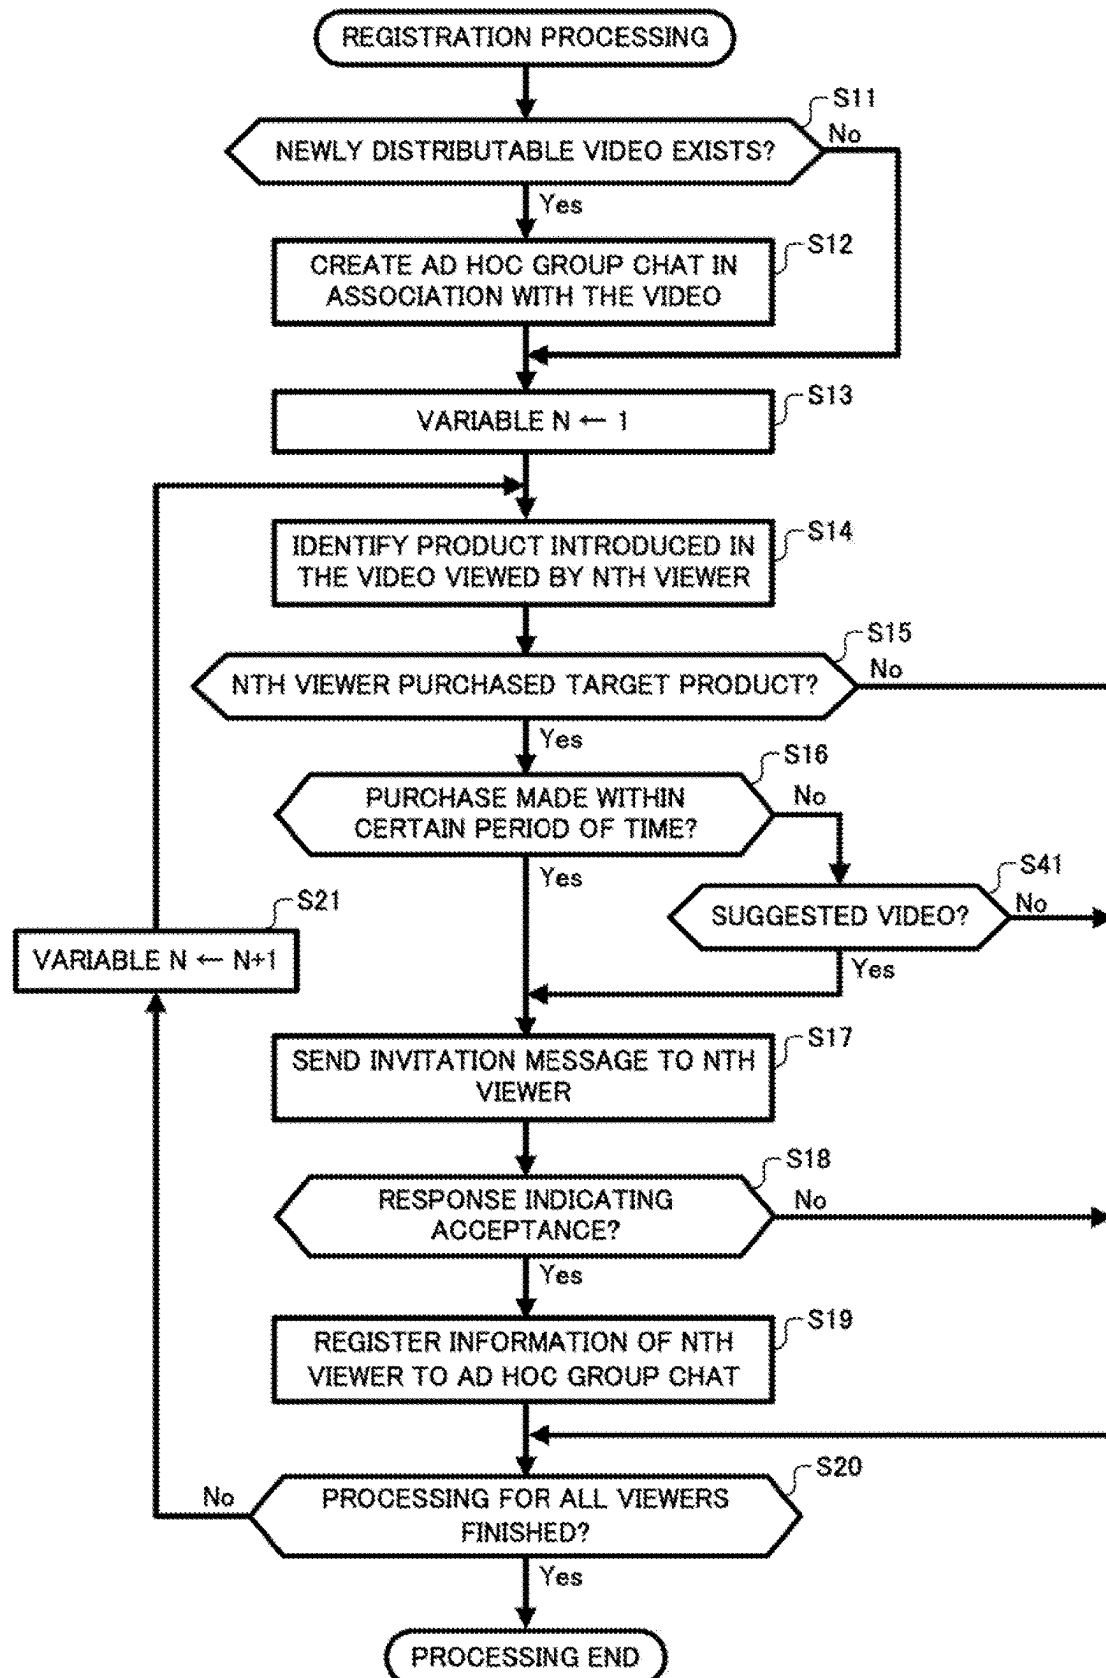 REGISTRATION PROCESSING
S11
NEWLY DISTRIBUTABLE VIDEO EXISTS?
No
Yes
S12
CREATE AD HOC GROUP CHAT IN
ASSOCIATION WITH THE VIDEO
S13
VARIABLE N ← 1
S14
IDENTIFY PRODUCT INTRODUCED IN
THE VIDEO VIEWED BY NTH VIEWER
S15
NTH VIEWER PURCHASED TARGET PRODUCT?
No
Yes
S16
PURCHASE MADE WITHIN
CERTAIN PERIOD OF TIME?
No
Yes
S41
SUGGESTED VIDEO?
No
Yes
S21
VARIABLE N ← N+1
S17
SEND INVITATION MESSAGE TO NTH
VIEWER
S18
RESPONSE INDICATING
ACCEPTANCE?
No
Yes
S19
REGISTER INFORMATION OF NTH
VIEWER TO AD HOC GROUP CHAT
S20
PROCESSING FOR ALL VIEWERS
FINISHED?
No
Yes
PROCESSING END